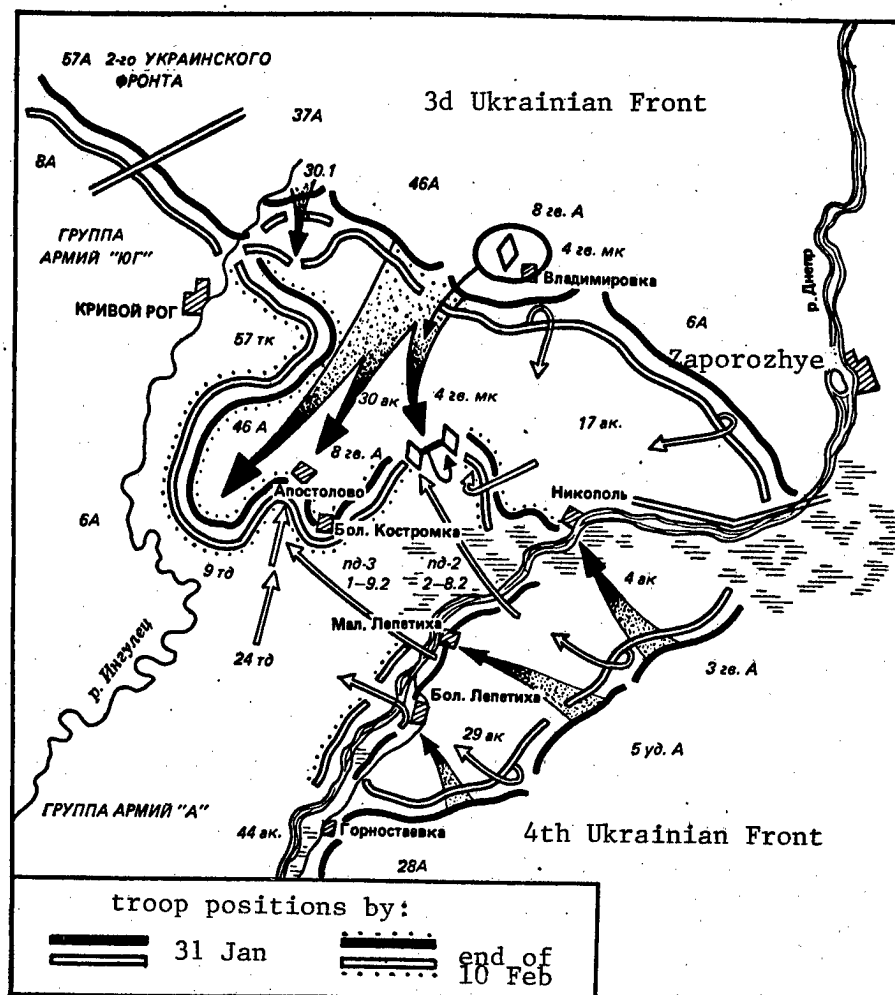 57А 2-го УКРАИНСКОГО
ФРОНТА
3d Ukrainian Front
37А
8А
30.1
46А
8 гв. А
ГРУППА
АРМИЙ "ЮГ"
4 гв. мк
Владимировка
р. Днепр
КРИВОЙ РОГ
6А
57 тк
Zaporozhye
30 ак
4 гв. мк
46 А
17 ак.
8 гв. А
Апостолово
Никополь
6А
Бол. Костромка
9 тд
пд-3
1–9.2
пд-2
2–8.2
4 ак
Мал. Лепетиха
24 тд
3 гв. А
р. Ингулец
Бол. Лепетиха
29 ак
5 уд. А
ГРУППА АРМИЙ "А"
44 ак.
Горностаевка
4th Ukrainian Front
28А
troop positions by:
31 Jan
end of
10 Feb